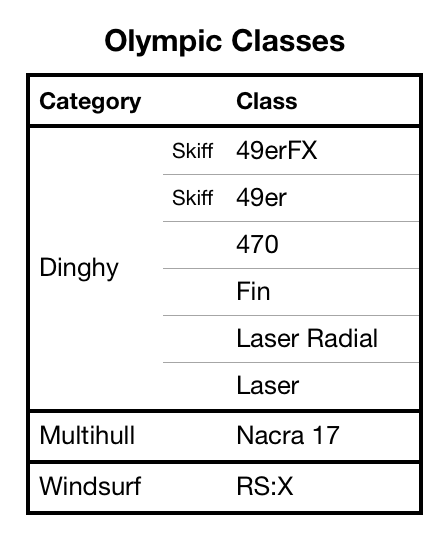 Olympic Classes
Category Class
Skiff 49erFX
Skiff 49er
470
Dinghy
Fin
Laser Radial
Laser
Multihull Nacra 17
Windsurf RS:X